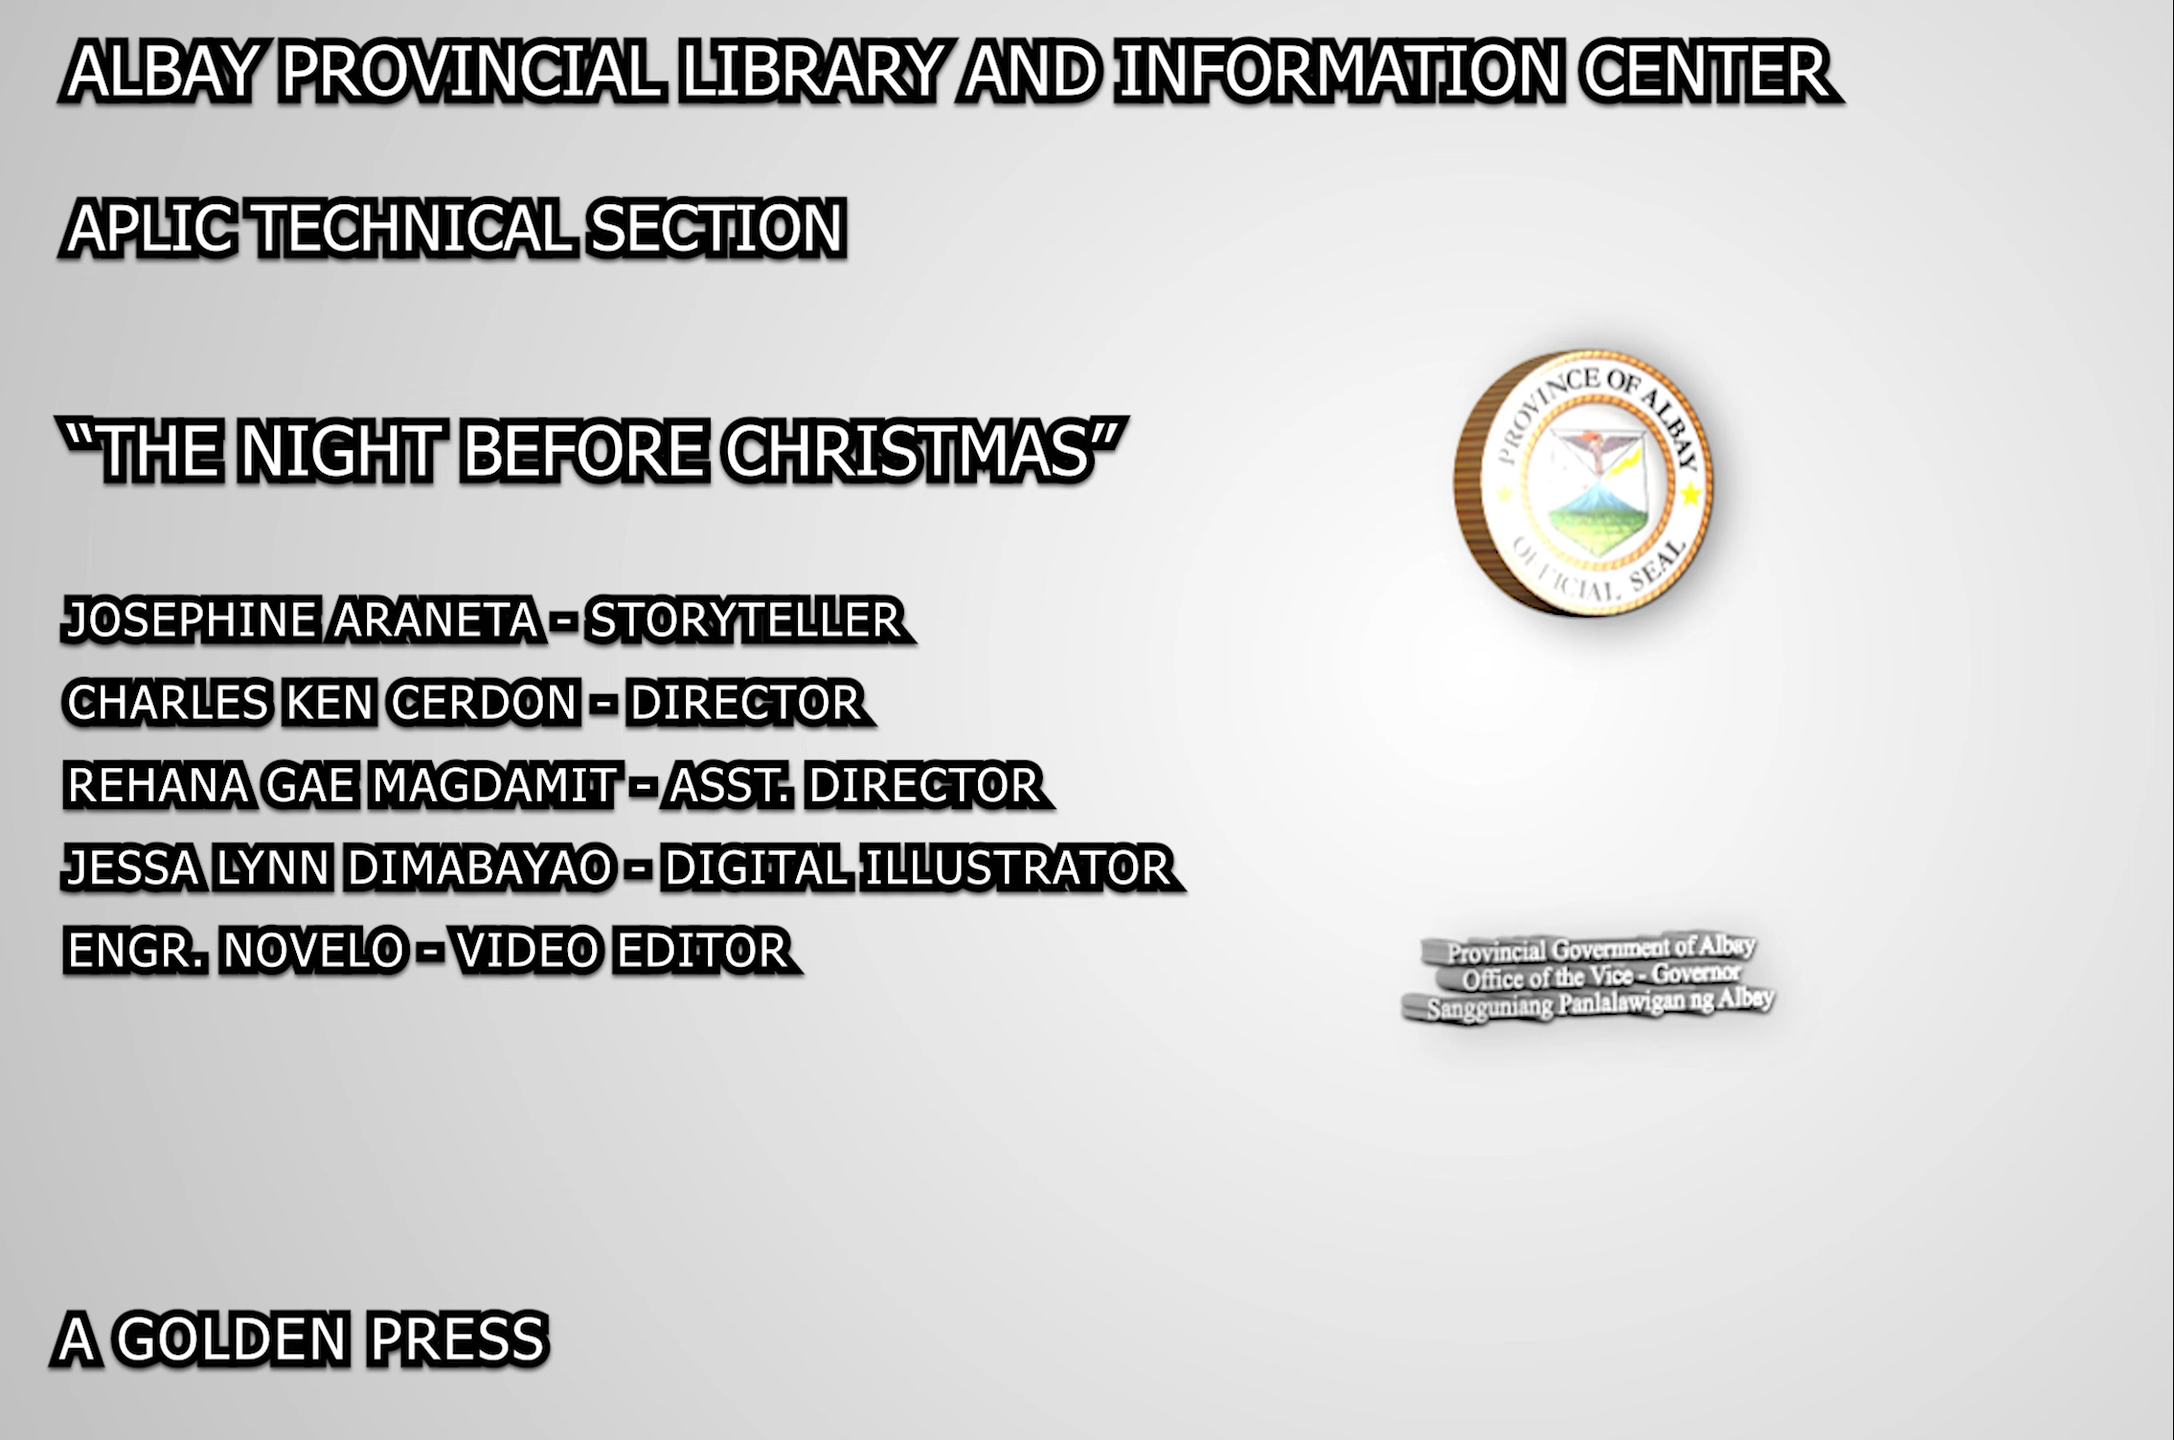 ALBAY PROVINCIAL LIBRARY AND INFORMATION CENTER
APLIC TECHNICAL SECTION
“THE NIGHT BEFORE CHRISTMAS”
JOSEPHINE ARANETA - STORYTELLER
CHARLES KEN CERDON - DIRECTOR
REHANA GAE MAGDAMIT - ASST. DIRECTOR
JESSA LYNN DIMABAYAO - DIGITAL ILLUSTRATOR
ENGR. NOVELO - VIDEO EDITOR
PROVINCE OF ALBAY
OFFICIAL SEAL
Provincial Government of Albay
Office of the Vice - Governor
Sangguniang Panlalawigan ng Albay
A GOLDEN PRESS